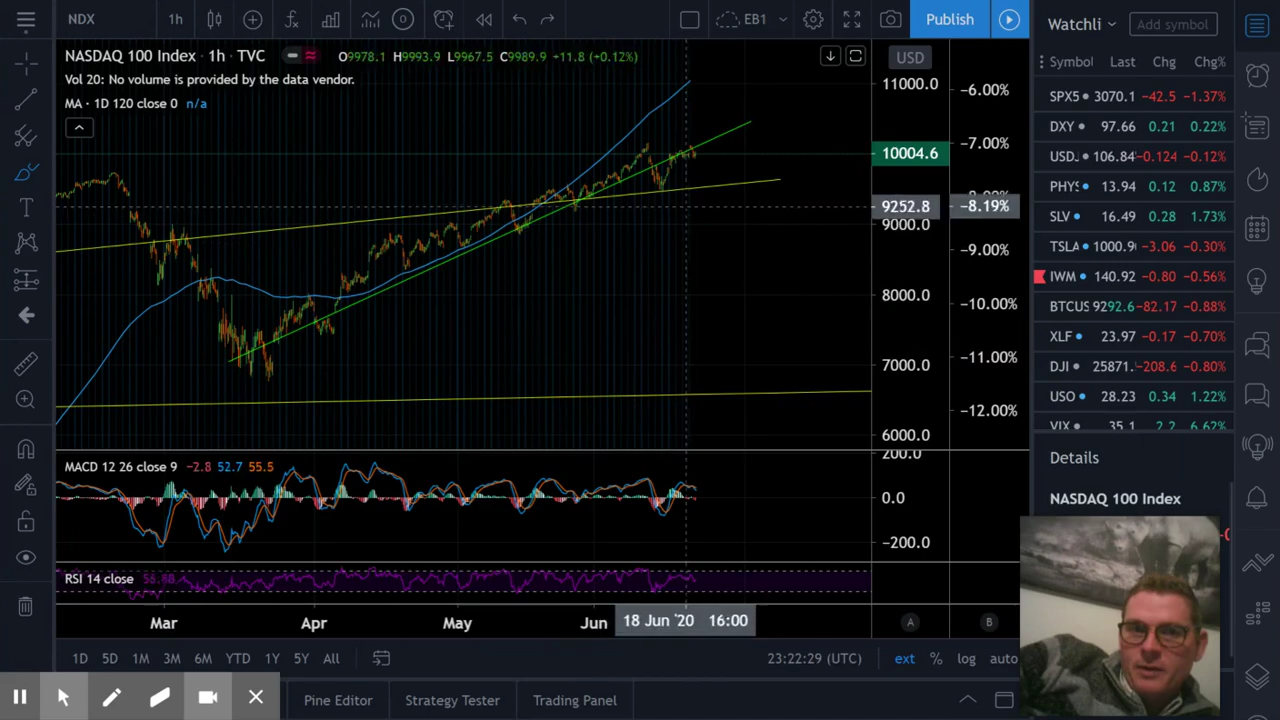 NDX 1h EB1 Publish
NASDAQ 100 Index · 1h · TVC O9978.1 H9993.9 L9967.5 C9989.9 +11.8 (+0.12%)
Vol 20: No volume is provided by the data vendor.
MA · 1D 120 close 0 n/a
USD
11000.0
10004.6
9252.8
9000.0
8000.0
7000.0
6000.0
−6.00%
−7.00%
−8.19%
−9.00%
−10.00%
−11.00%
−12.00%
MACD 12 26 close 9 −2.8 52.7 55.5
200.0
0.0
−200.0
RSI 14 close
Mar Apr May Jun 18 Jun '20 16:00 A B
1D 5D 1M 3M 6M YTD 1Y 5Y All 23:22:29 (UTC) ext % log auto
Pine Editor Strategy Tester Trading Panel
Watchli Add symbol
Symbol Last Chg Chg%
SPX5 3070.1 −42.5 −1.37%
DXY 97.66 0.21 0.22%
USD 106.84 −0.124 −0.12%
PHYS 13.94 0.12 0.87%
SLV 16.49 0.28 1.73%
TSLA 1000.9 −3.06 −0.30%
IWM 140.92 −0.80 −0.56%
BTCUS 9292.6 −82.17 −0.88%
XLF 23.97 −0.17 −0.70%
DJI 25871. −208.6 −0.80%
USO 28.23 0.34 1.22%
VIX 35.1 2.2 6.62%
Details
NASDAQ 100 Index